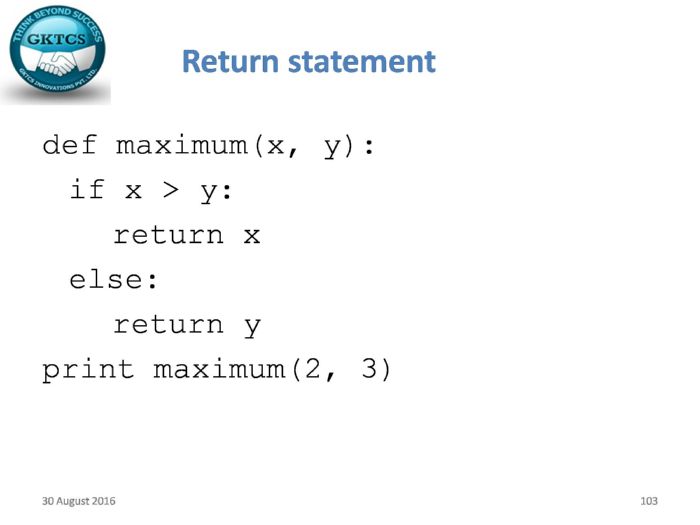 THINK BEYOND SUCCESS
GKTCS
GKTCS INNOVATIONS PVT. LTD.
Return statement
def maximum(x, y):
if x > y:
return x
else:
return y
print maximum(2, 3)
30 August 2016
103